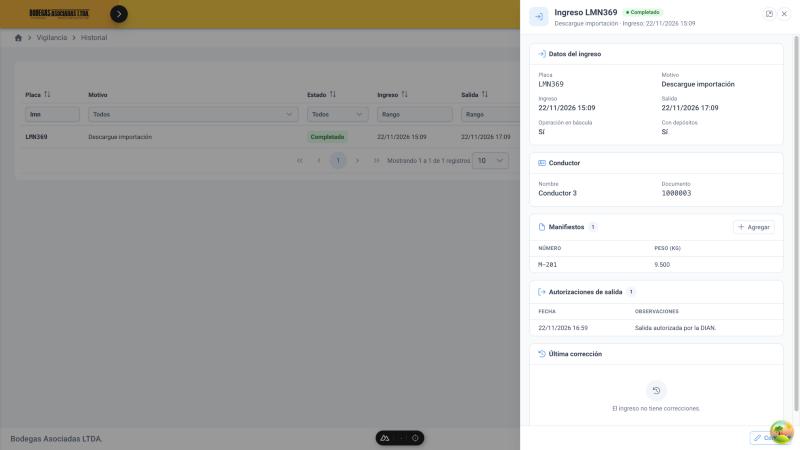 BODEGAS ASOCIADAS LTDA.
Vigilancia > Historial
Placa Motivo Estado Ingreso Salida
lmn Todos Todos Rango Rango
LMN369 Descargue importación Completado 22/11/2026 15:09 22/11/2026 17:09
« ‹ 1 › » Mostrando 1 a 1 de 1 registros 10
Bodegas Asociadas LTDA.
Ingreso LMN369 Completado
Descargue importación · Ingreso: 22/11/2026 15:09
Datos del ingreso
Placa Motivo
LMN369 Descargue importación
Ingreso Salida
22/11/2026 15:09 22/11/2026 17:09
Operación en báscula Con depósitos
Sí Sí
Conductor
Nombre Documento
Conductor 3 1000003
Manifiestos 1 + Agregar
NÚMERO PESO (KG)
M-201 9.500
Autorizaciones de salida 1
FECHA OBSERVACIONES
22/11/2026 16:59 Salida autorizada por la DIAN.
Última corrección
El ingreso no tiene correcciones.